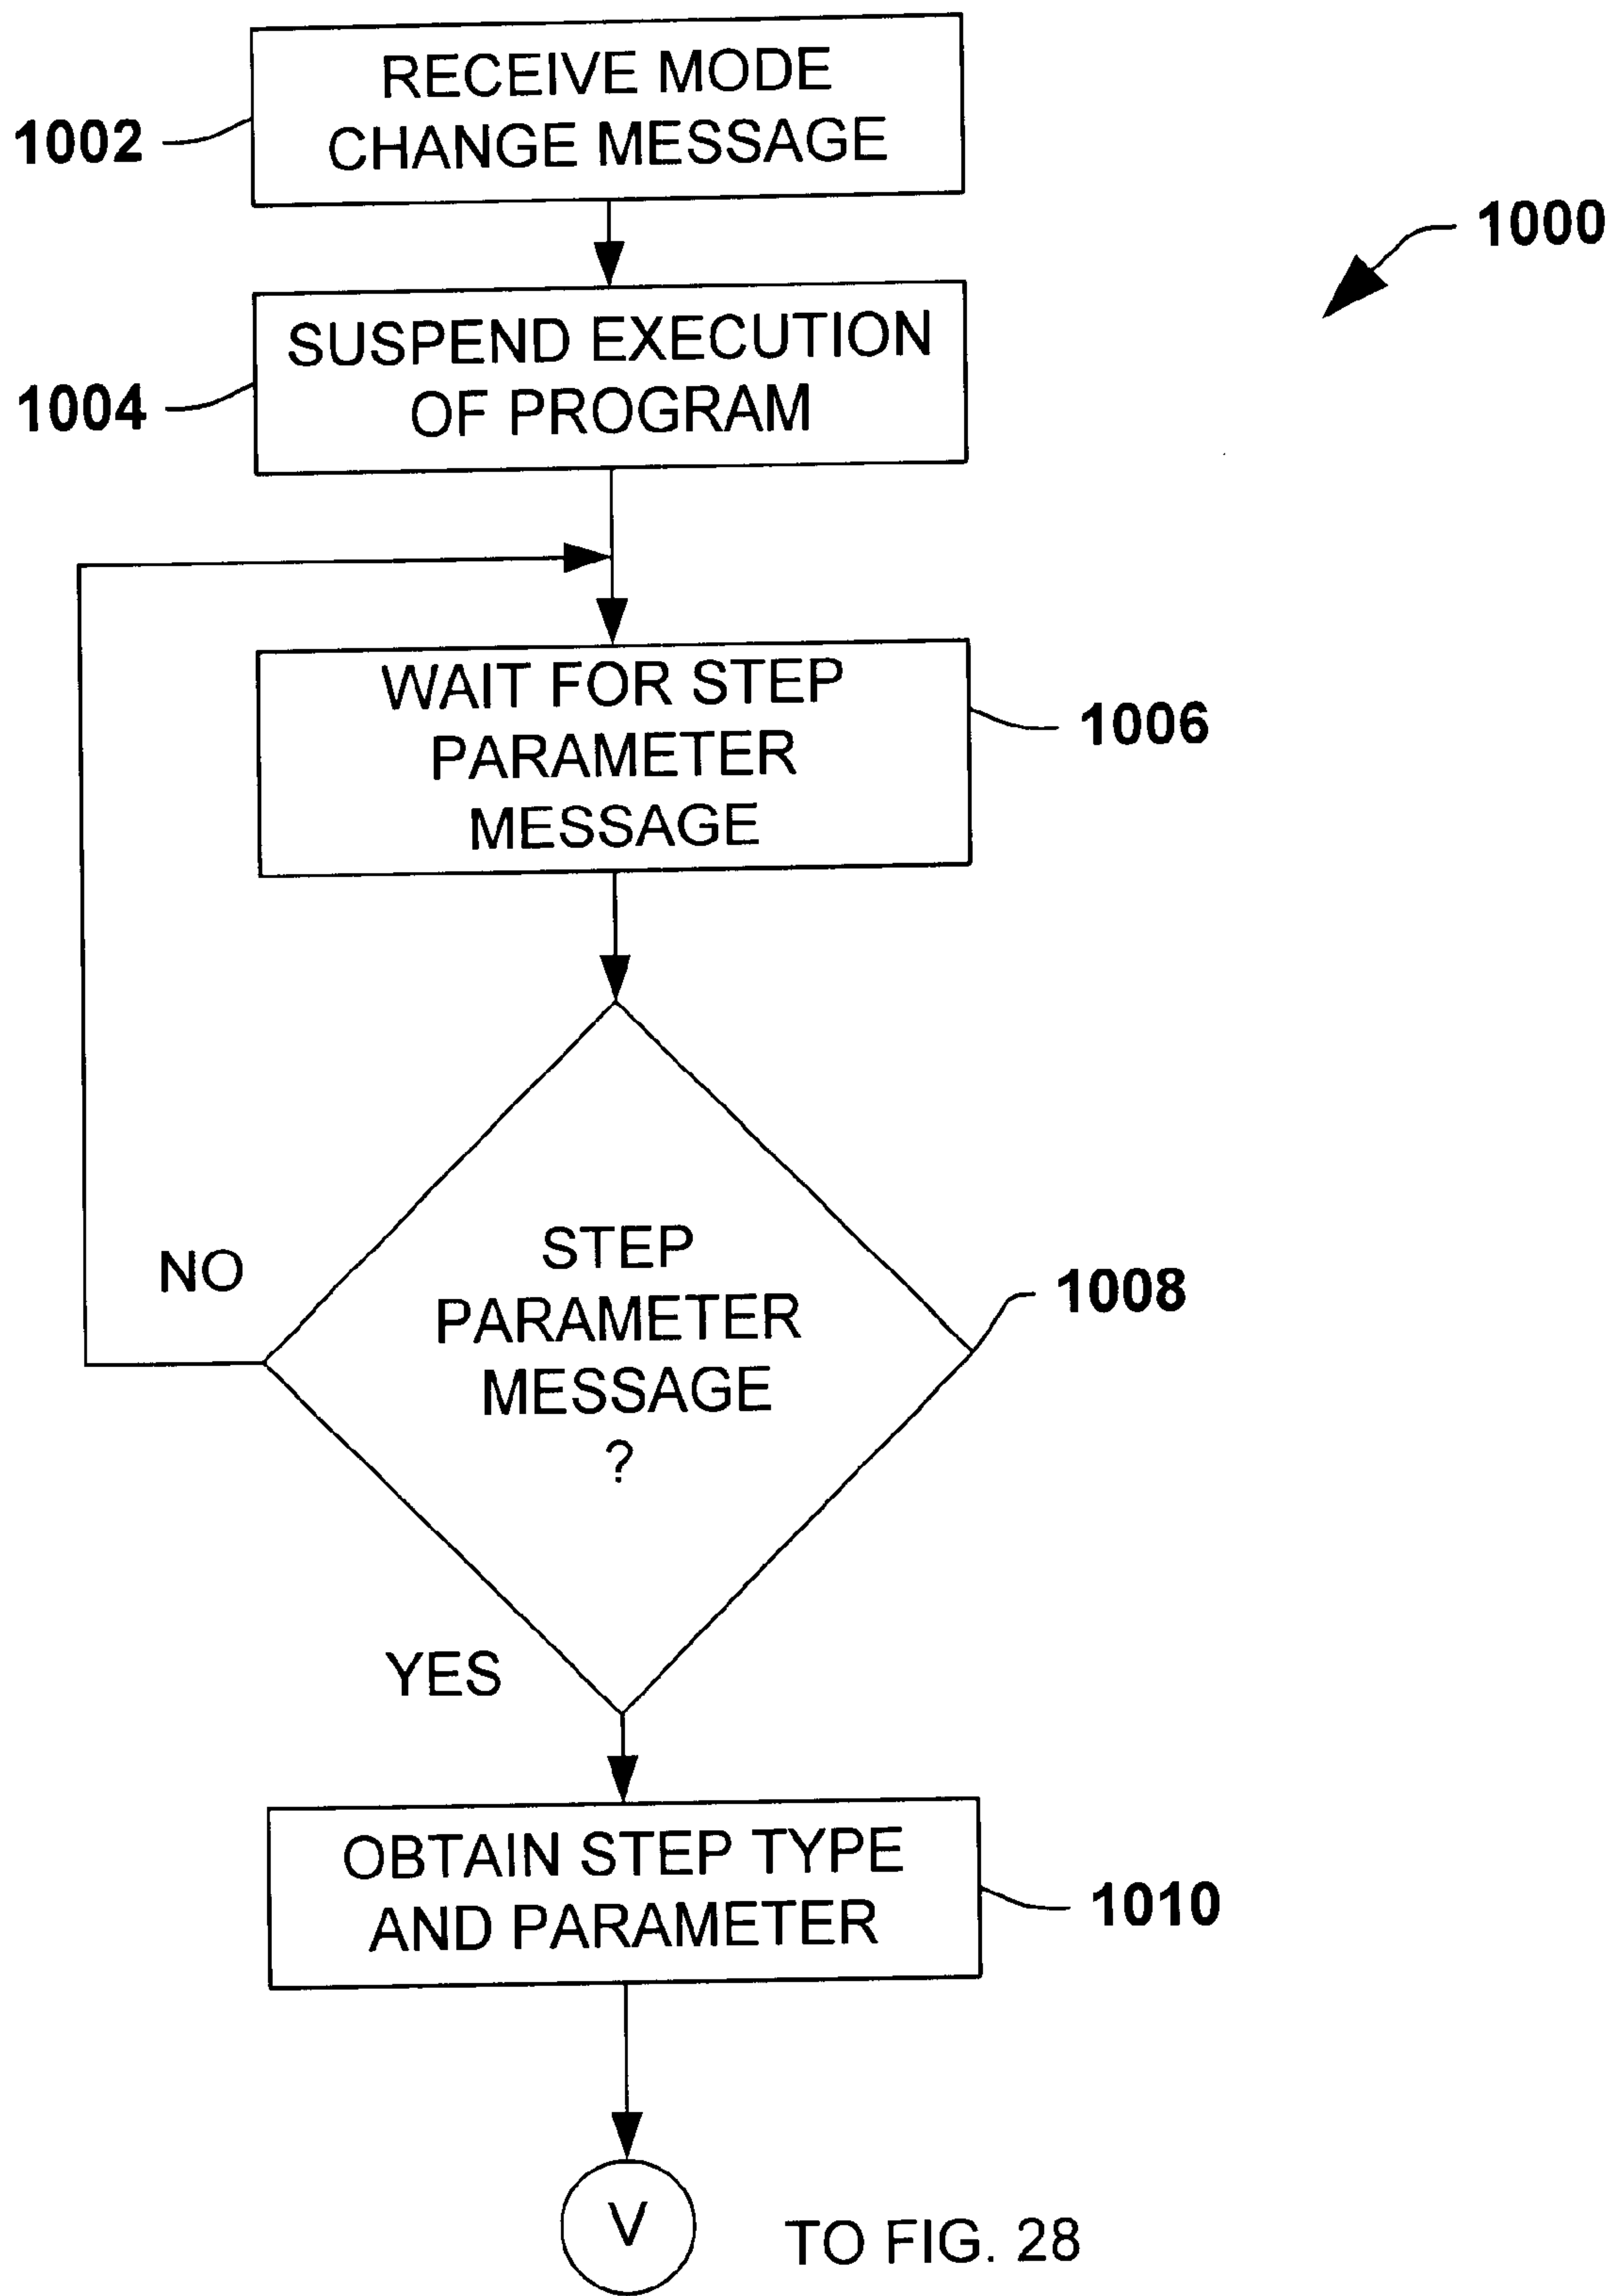 RECEIVE MODE
CHANGE MESSAGE
1002
1000
SUSPEND EXECUTION
OF PROGRAM
1004
WAIT FOR STEP
PARAMETER
MESSAGE
1006
STEP
PARAMETER
MESSAGE
?
NO
1008
YES
OBTAIN STEP TYPE
AND PARAMETER
1010
V
TO FIG. 28